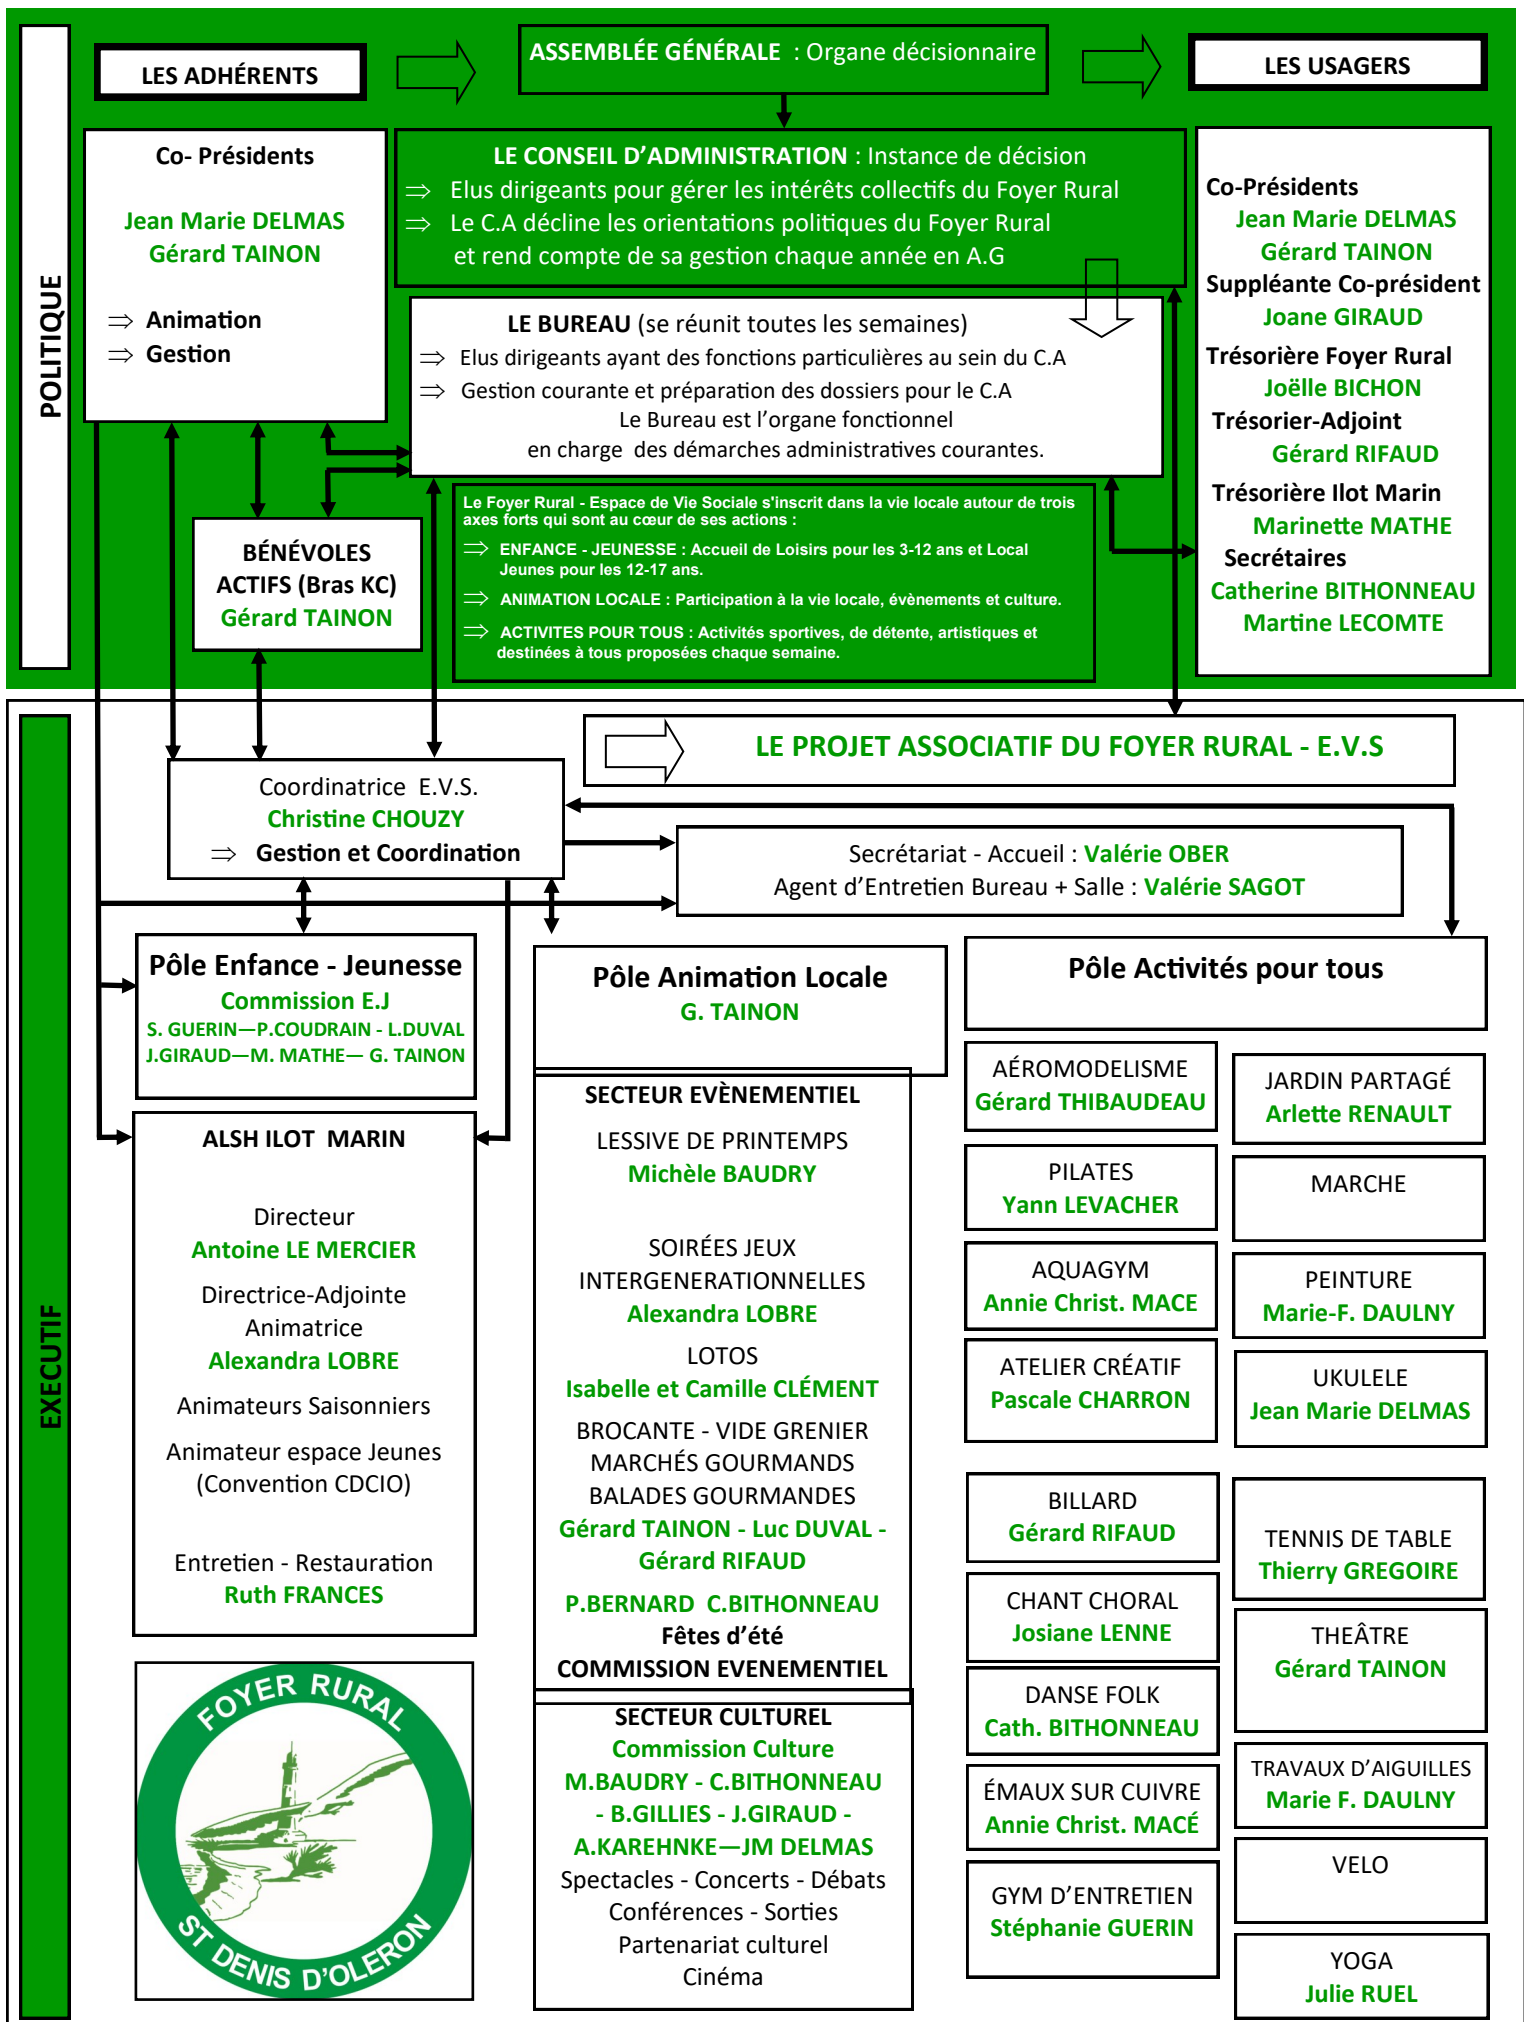 POLITIQUE
LES ADHÉRENTS
ASSEMBLÉE GÉNÉRALE : Organe décisionnaire
LES USAGERS
Co- Présidents
Jean Marie DELMAS
Gérard TAINON
⇒ Animation
⇒ Gestion
LE CONSEIL D’ADMINISTRATION : Instance de décision
⇒ Elus dirigeants pour gérer les intérêts collectifs du Foyer Rural
⇒ Le C.A décline les orientations politiques du Foyer Rural
et rend compte de sa gestion chaque année en A.G
LE BUREAU (se réunit toutes les semaines)
⇒ Elus dirigeants ayant des fonctions particulières au sein du C.A
⇒ Gestion courante et préparation des dossiers pour le C.A
Le Bureau est l’organe fonctionnel
en charge des démarches administratives courantes.
Co-Présidents
Jean Marie DELMAS
Gérard TAINON
Suppléante Co-président
Joane GIRAUD
Trésorière Foyer Rural
Joëlle BICHON
Trésorier-Adjoint
Gérard RIFAUD
Trésorière Ilot Marin
Marinette MATHE
Secrétaires
Catherine BITHONNEAU
Martine LECOMTE
BÉNÉVOLES
ACTIFS (Bras KC)
Gérard TAINON
Le Foyer Rural - Espace de Vie Sociale s'inscrit dans la vie locale autour de trois
axes forts qui sont au cœur de ses actions :
⇒ ENFANCE - JEUNESSE : Accueil de Loisirs pour les 3-12 ans et Local
Jeunes pour les 12-17 ans.
⇒ ANIMATION LOCALE : Participation à la vie locale, évènements et culture.
⇒ ACTIVITES POUR TOUS : Activités sportives, de détente, artistiques et
destinées à tous proposées chaque semaine.
EXECUTIF
LE PROJET ASSOCIATIF DU FOYER RURAL - E.V.S
Coordinatrice E.V.S.
Christine CHOUZY
⇒ Gestion et Coordination
Secrétariat - Accueil : Valérie OBER
Agent d’Entretien Bureau + Salle : Valérie SAGOT
Pôle Enfance - Jeunesse
Commission E.J
S. GUERIN—P.COUDRAIN - L.DUVAL
J.GIRAUD—M. MATHE— G. TAINON
ALSH ILOT MARIN
Directeur
Antoine LE MERCIER
Directrice-Adjointe
Animatrice
Alexandra LOBRE
Animateurs Saisonniers
Animateur espace Jeunes
(Convention CDCIO)
Entretien - Restauration
Ruth FRANCES
FOYER RURAL
ST DENIS D'OLERON
Pôle Animation Locale
G. TAINON
SECTEUR EVÈNEMENTIEL
LESSIVE DE PRINTEMPS
Michèle BAUDRY
SOIRÉES JEUX
INTERGENERATIONNELLES
Alexandra LOBRE
LOTOS
Isabelle et Camille CLÉMENT
BROCANTE - VIDE GRENIER
MARCHÉS GOURMANDS
BALADES GOURMANDES
Gérard TAINON - Luc DUVAL -
Gérard RIFAUD
P.BERNARD C.BITHONNEAU
Fêtes d’été
COMMISSION EVENEMENTIEL
SECTEUR CULTUREL
Commission Culture
M.BAUDRY - C.BITHONNEAU
- B.GILLIES - J.GIRAUD -
A.KAREHNKE—JM DELMAS
Spectacles - Concerts - Débats
Conférences - Sorties
Partenariat culturel
Cinéma
Pôle Activités pour tous
AÉROMODELISME
Gérard THIBAUDEAU
PILATES
Yann LEVACHER
AQUAGYM
Annie Christ. MACE
ATELIER CRÉATIF
Pascale CHARRON
BILLARD
Gérard RIFAUD
CHANT CHORAL
Josiane LENNE
DANSE FOLK
Cath. BITHONNEAU
ÉMAUX SUR CUIVRE
Annie Christ. MACÉ
GYM D’ENTRETIEN
Stéphanie GUERIN
JARDIN PARTAGÉ
Arlette RENAULT
MARCHE
PEINTURE
Marie-F. DAULNY
UKULELE
Jean Marie DELMAS
TENNIS DE TABLE
Thierry GREGOIRE
THEÂTRE
Gérard TAINON
TRAVAUX D’AIGUILLES
Marie F. DAULNY
VELO
YOGA
Julie RUEL